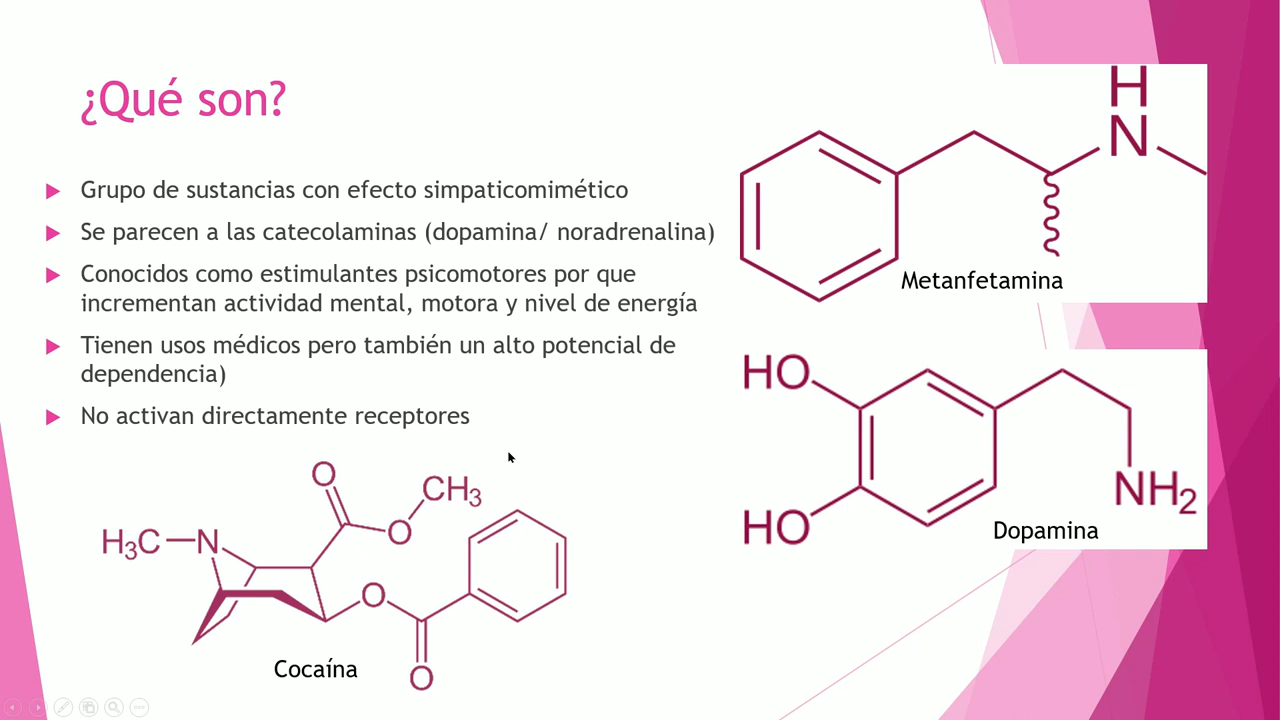 ¿Qué son?
Grupo de sustancias con efecto simpaticomimético
Se parecen a las catecolaminas (dopamina/ noradrenalina)
Conocidos como estimulantes psicomotores por que
incrementan actividad mental, motora y nivel de energía
Tienen usos médicos pero también un alto potencial de
dependencia)
No activan directamente receptores
H
N
Metanfetamina
HO
HO
NH2
Dopamina
O
CH3
O
H3C
N
O
O
Cocaína